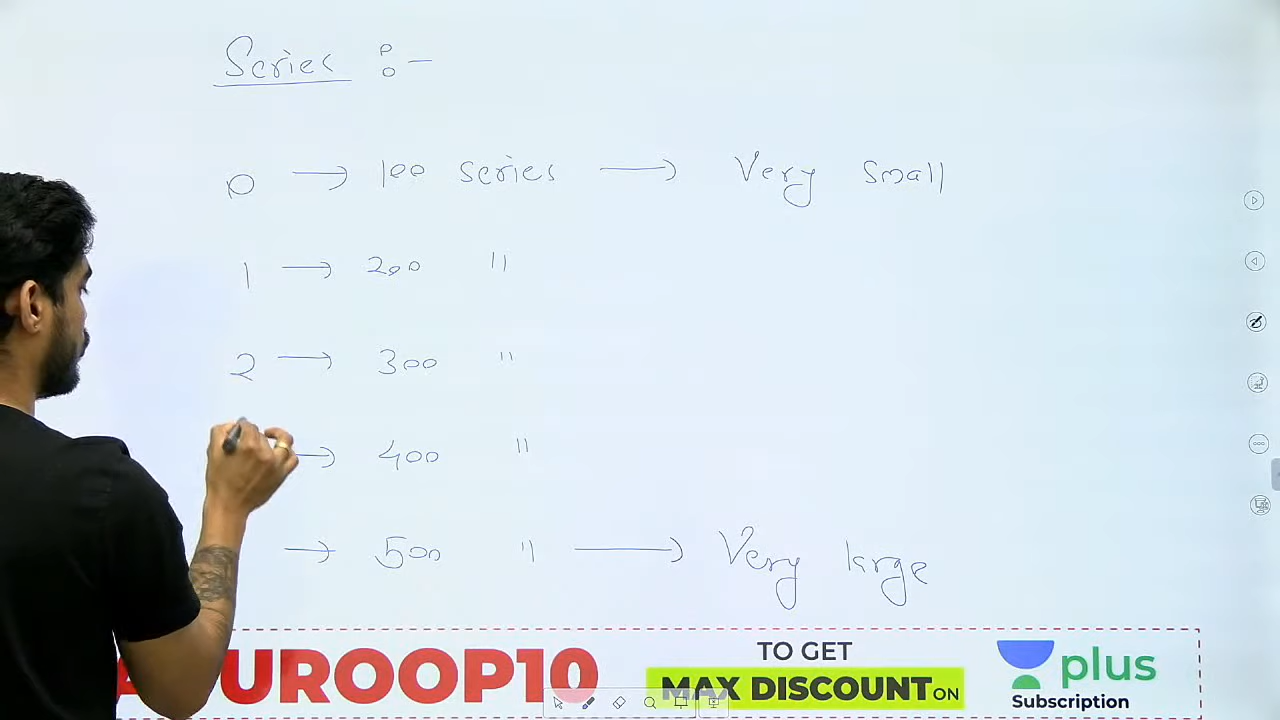 Series :-
0 → 100 series → Very Small
1 → 200 "
2 → 300 "
→ 400 "
→ 500 " → Very large
UROOP10
TO GET
MAX DISCOUNT ON
plus
Subscription